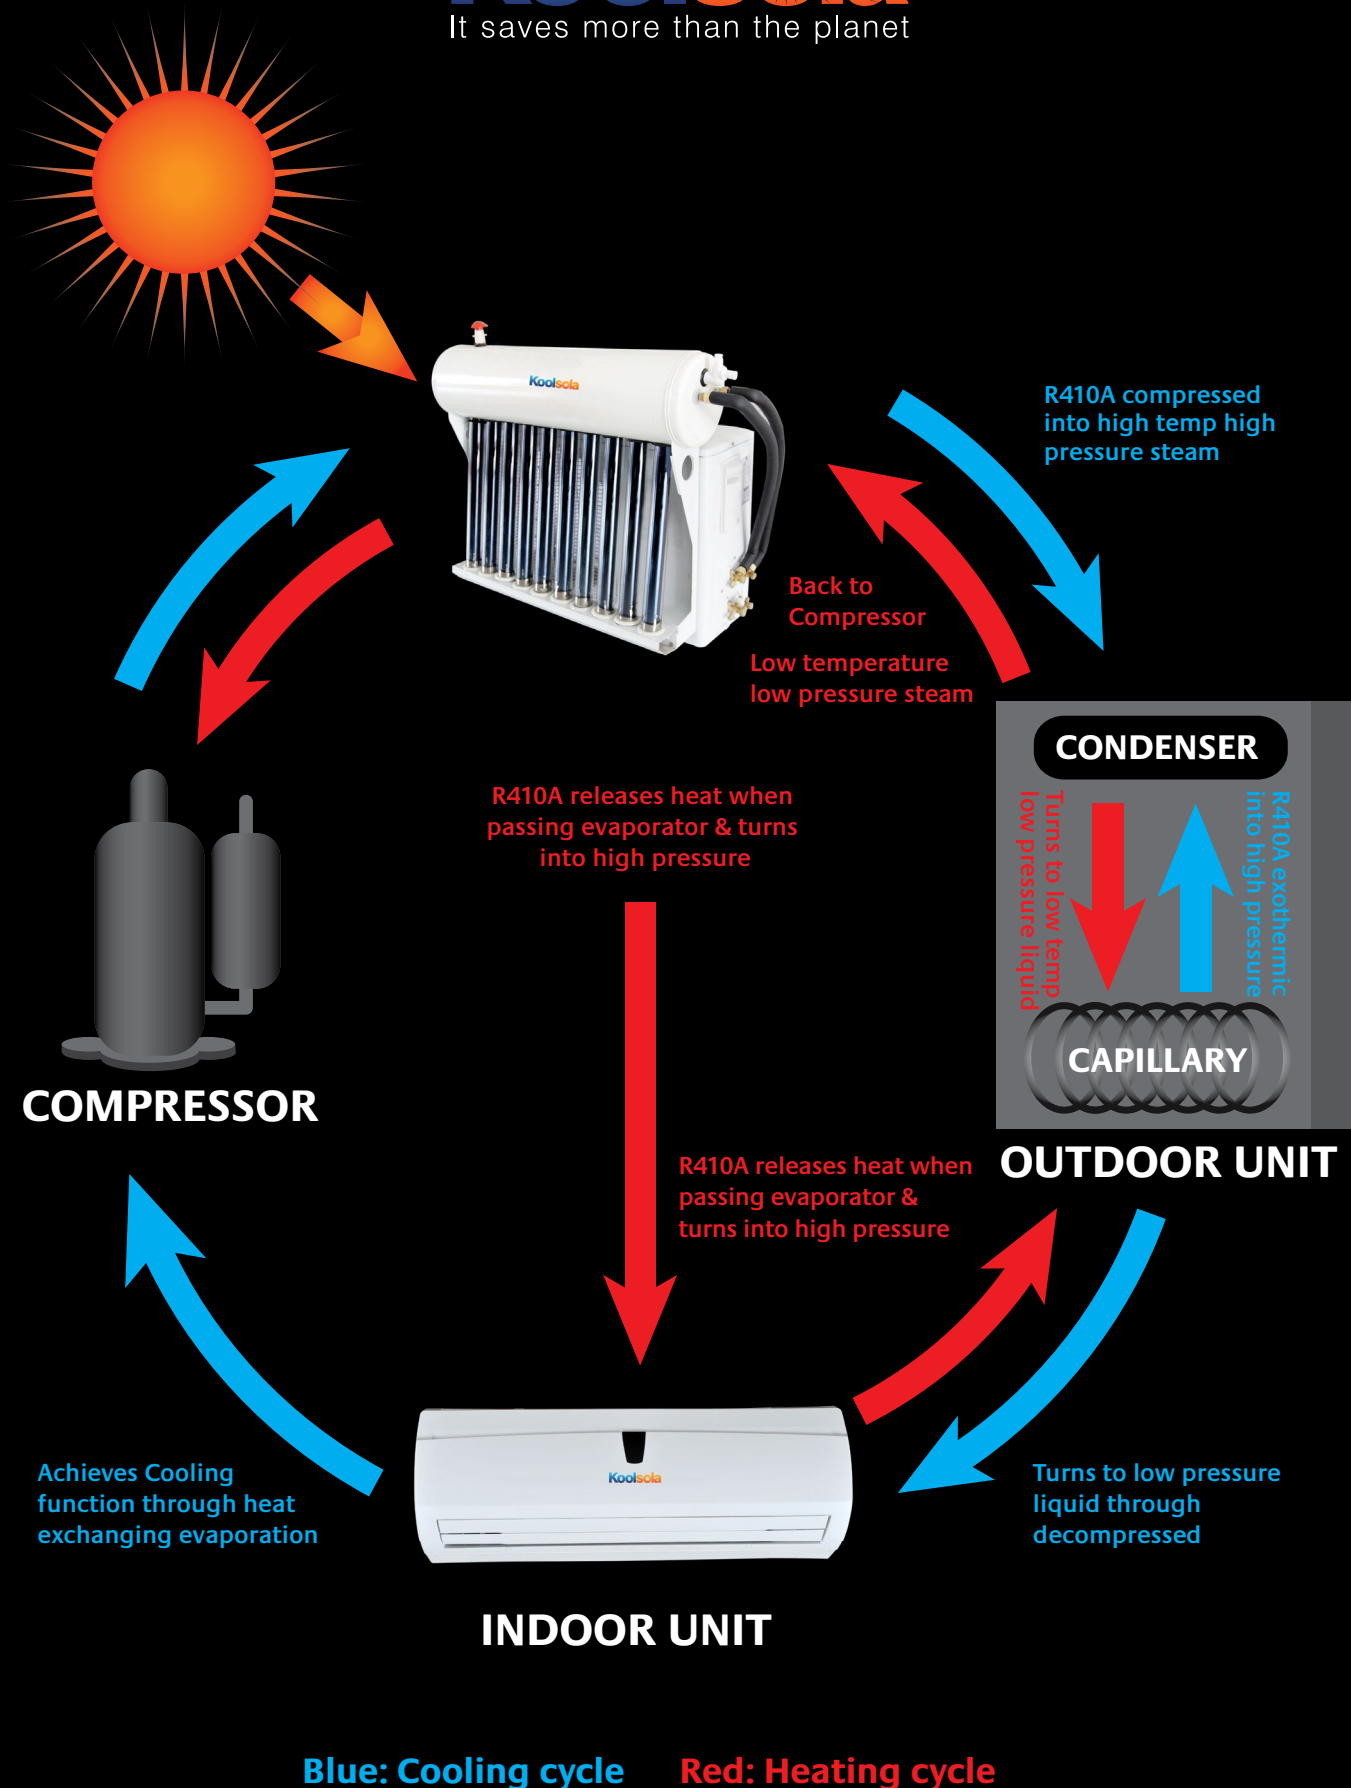 Koolsola
It saves more than the planet
Koolsola
R410A compressed
into high temp high
pressure steam
Back to
Compressor
Low temperature
low pressure steam
CONDENSER
Turns to low temp
low pressure liquid
R410A exothermic
into high pressure
CAPILLARY
OUTDOOR UNIT
R410A releases heat when
passing evaporator & turns
into high pressure
COMPRESSOR
R410A releases heat when
passing evaporator &
turns into high pressure
Koolsola
Achieves Cooling
function through heat
exchanging evaporation
Turns to low pressure
liquid through
decompressed
INDOOR UNIT
Blue: Cooling cycle
Red: Heating cycle